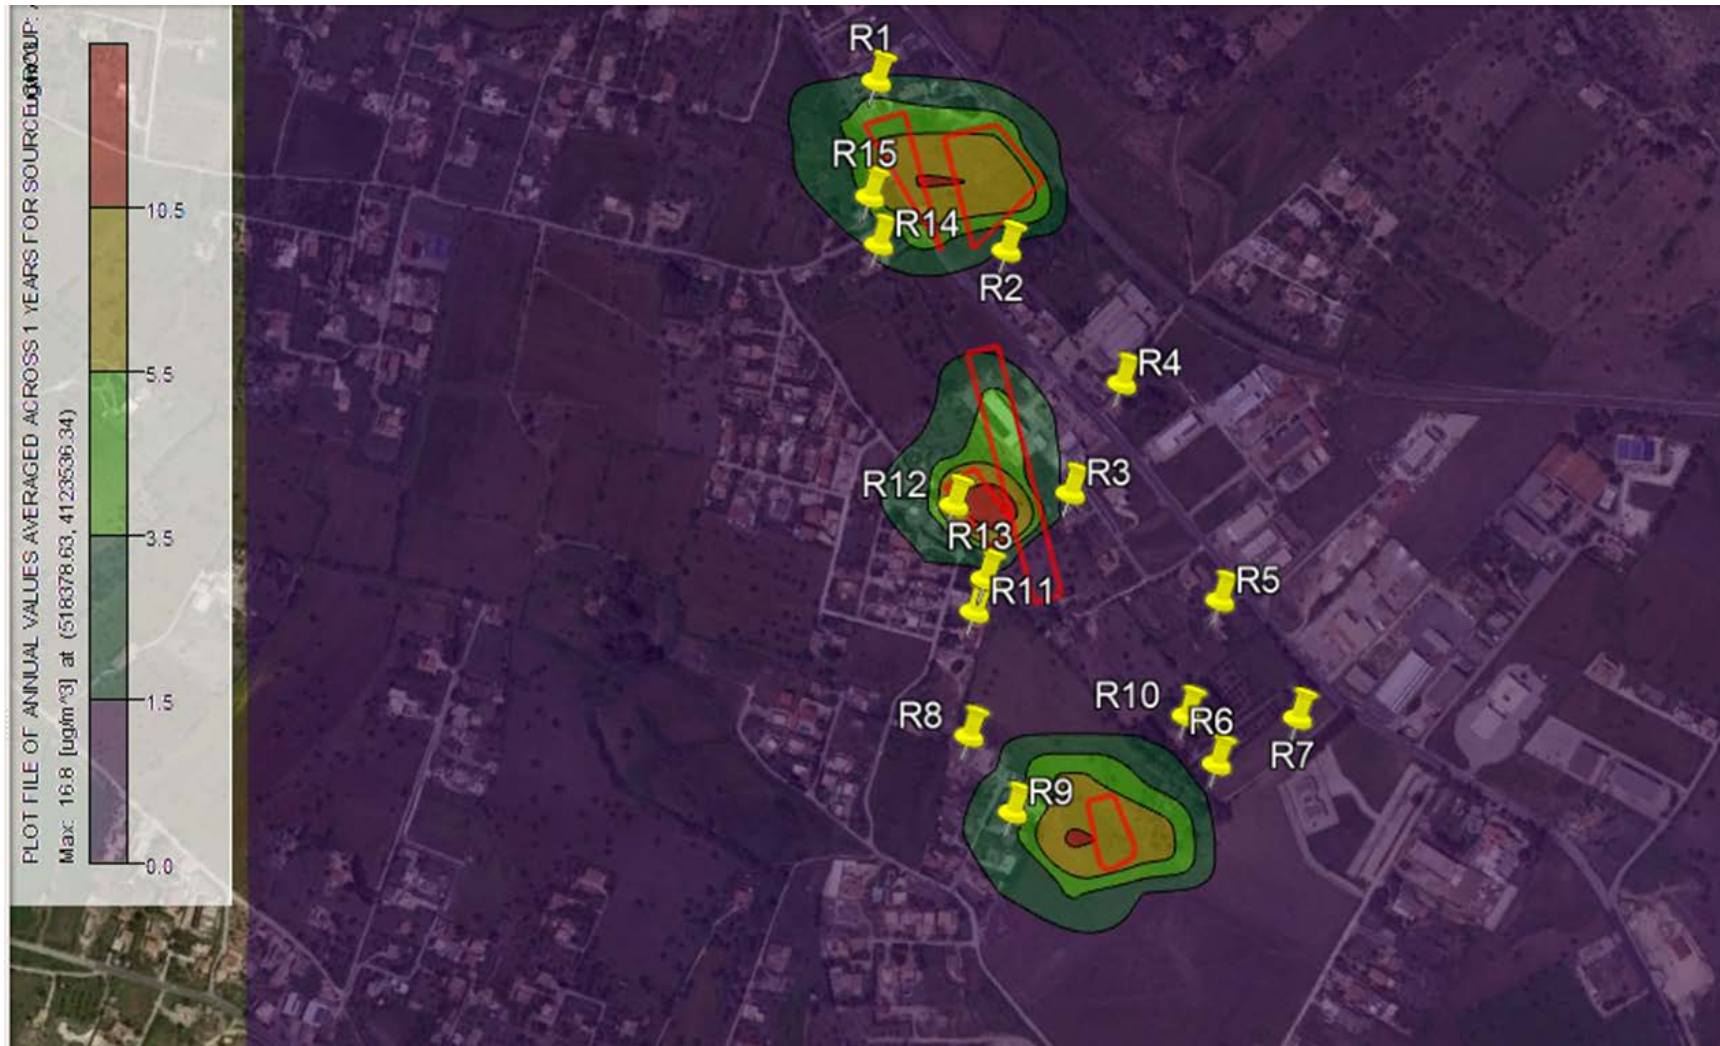 PLOT FILE OF ANNUAL VALUES AVERAGED ACROSS 1 YEARS FOR SOURCE GROUP:
Max: 16.8 [ug/m^3] at (518378.63, 4123536.34)
10.5
5.5
3.5
1.5
0.0
R1
R15
R14
R2
R4
R12
R3
R13
R11
R5
R10
R8
R6
R7
R9